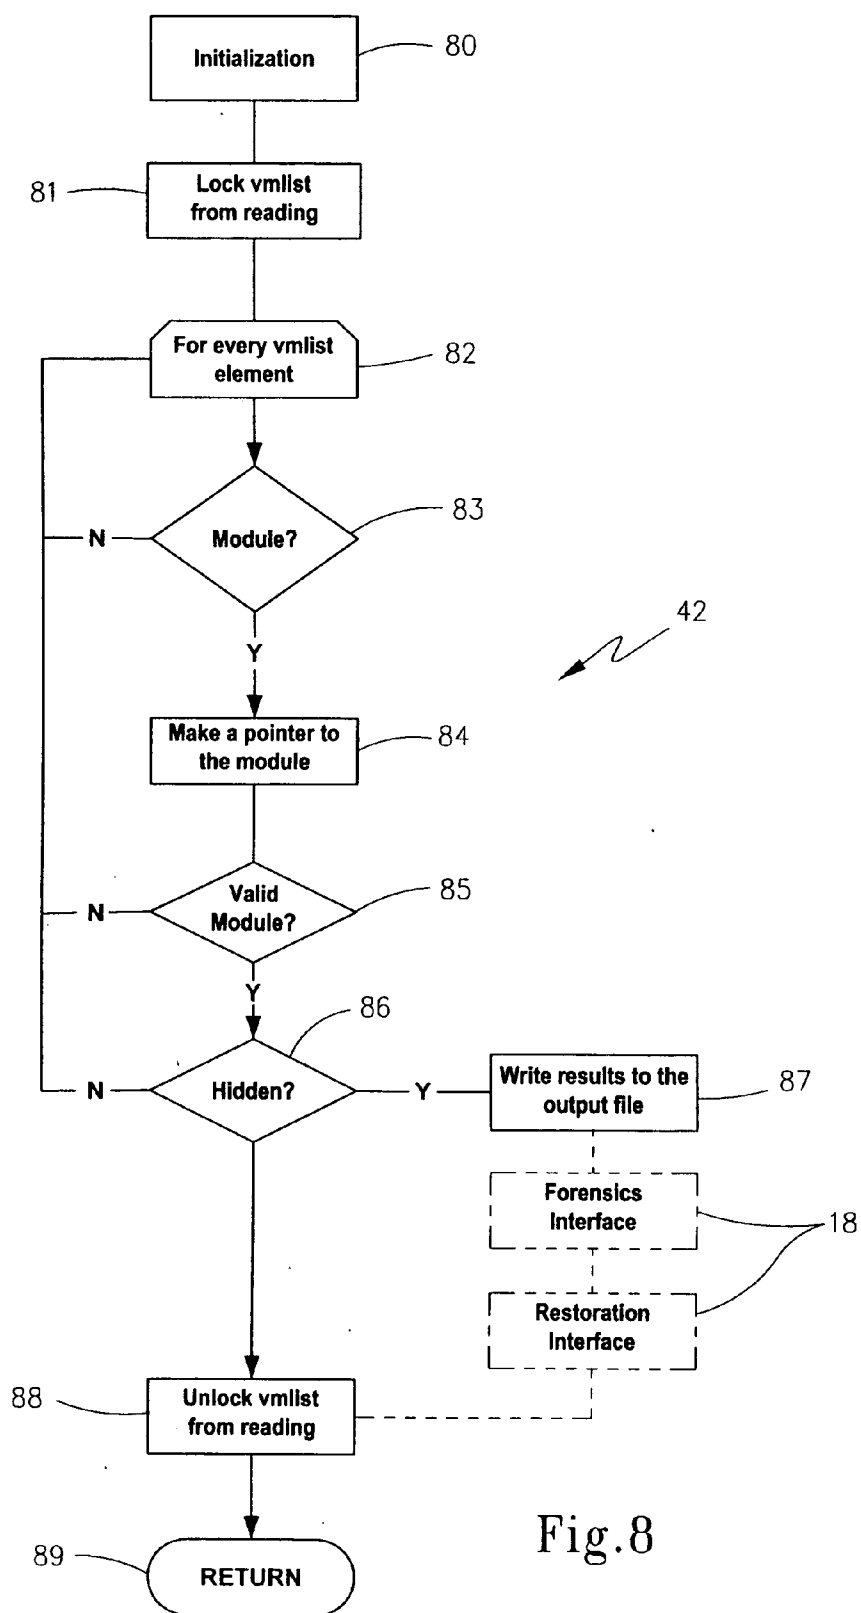 Initialization
80
81
Lock vmlist
from reading
For every vmlist
element
82
Module?
83
N
Y
42
Make a pointer to
the module
84
Valid
Module?
85
N
Y
86
Hidden?
N
Y
Write results to the
output file
87
Forensics
Interface
18
Restoration
Interface
88
Unlock vmlist
from reading
89
RETURN
Fig.8